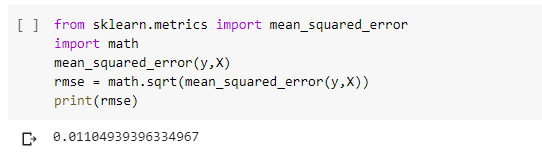 [ ] from sklearn.metrics import mean_squared_error
import math
mean_squared_error(y,X)
rmse = math.sqrt(mean_squared_error(y,X))
print(rmse)
0.01104939396334967